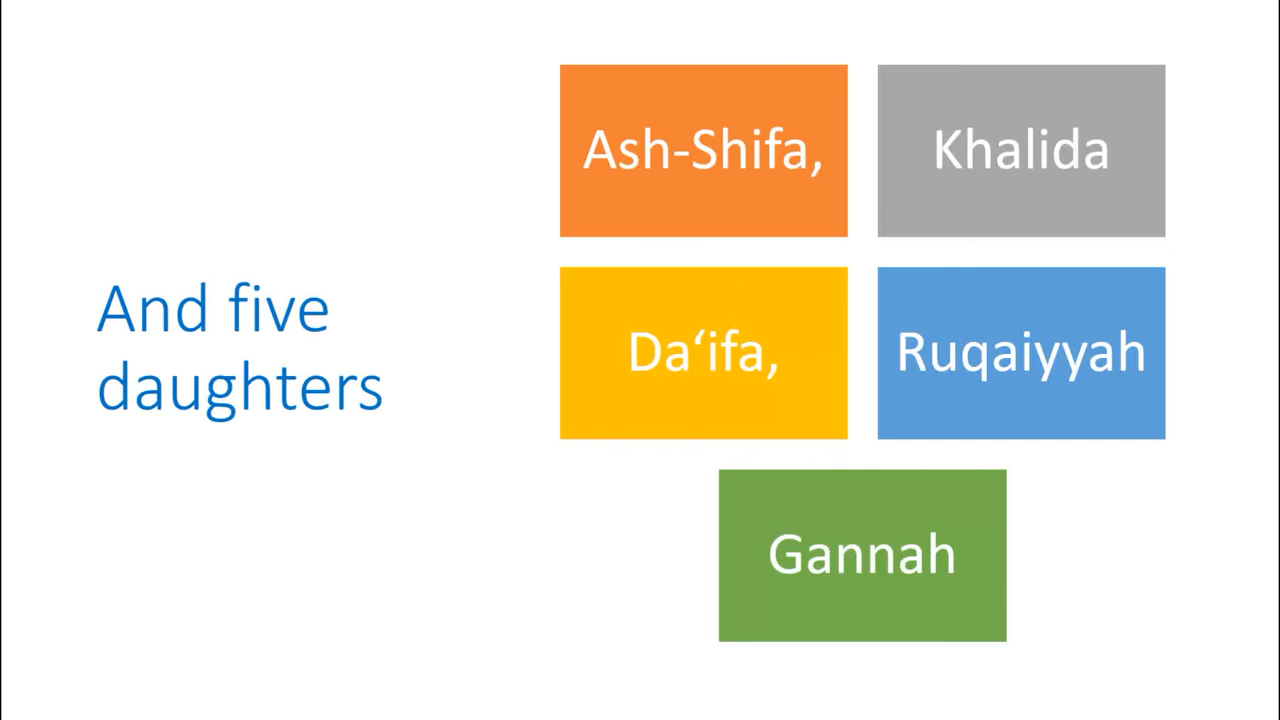 And five
daughters
Ash-Shifa,
Khalida
Da‘ifa,
Ruqaiyyah
Gannah